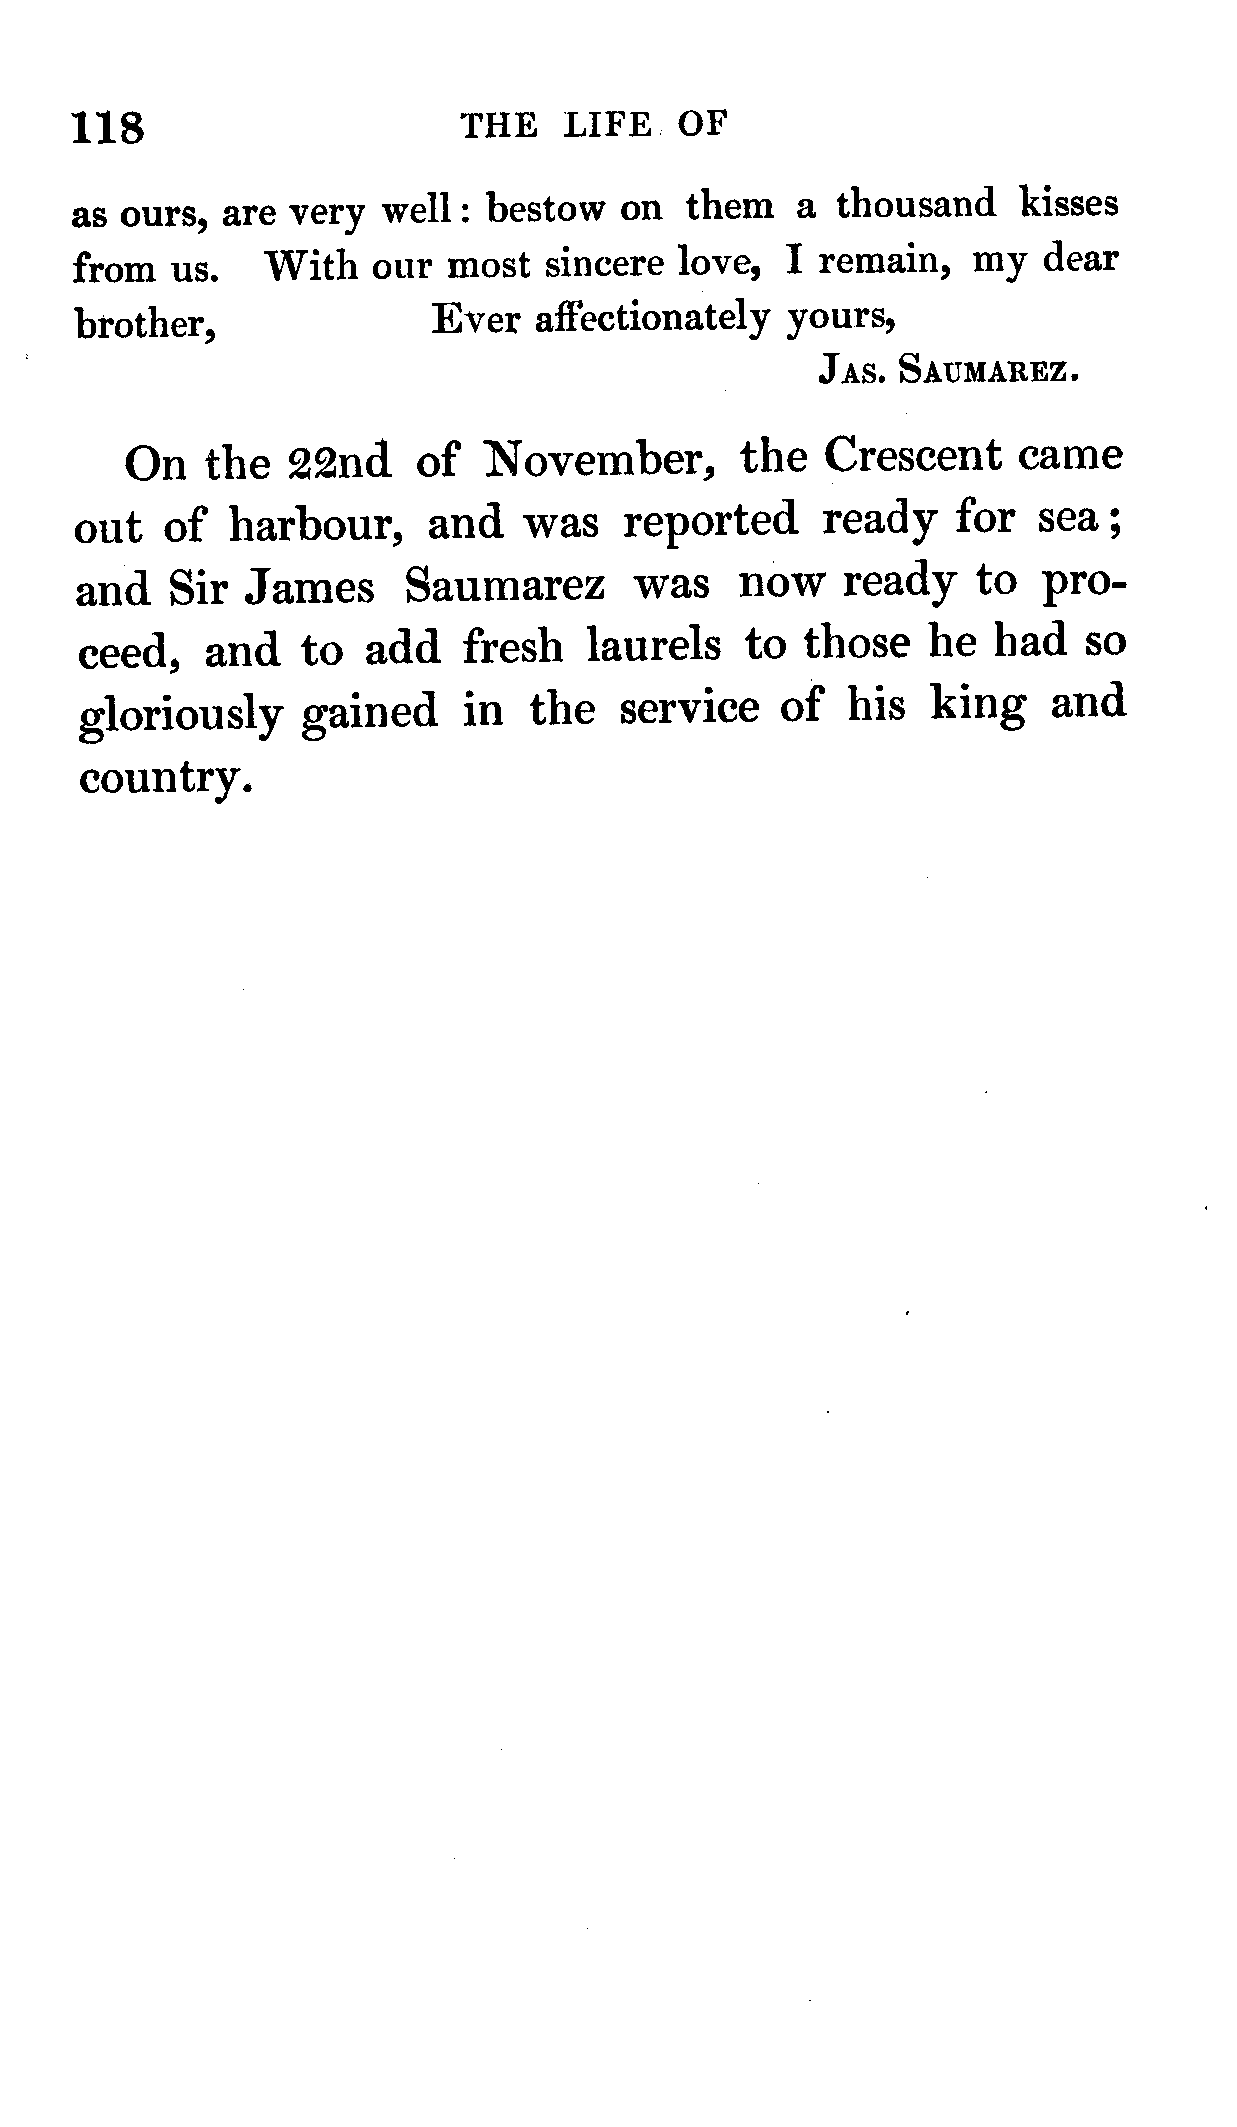 118 THE LIFE OF
as ours, are very well: bestow on them a thousand kisses
from us. With our most sincere love, I remain, my dear
brother, Ever affectionately yours,
JAS. SAUMAREZ.
On the 22nd of November, the Crescent came
out of harbour, and was reported ready for sea;
and Sir James Saumarez was now ready to pro-
ceed, and to add fresh laurels to those he had so
gloriously gained in the service of his king and
country.